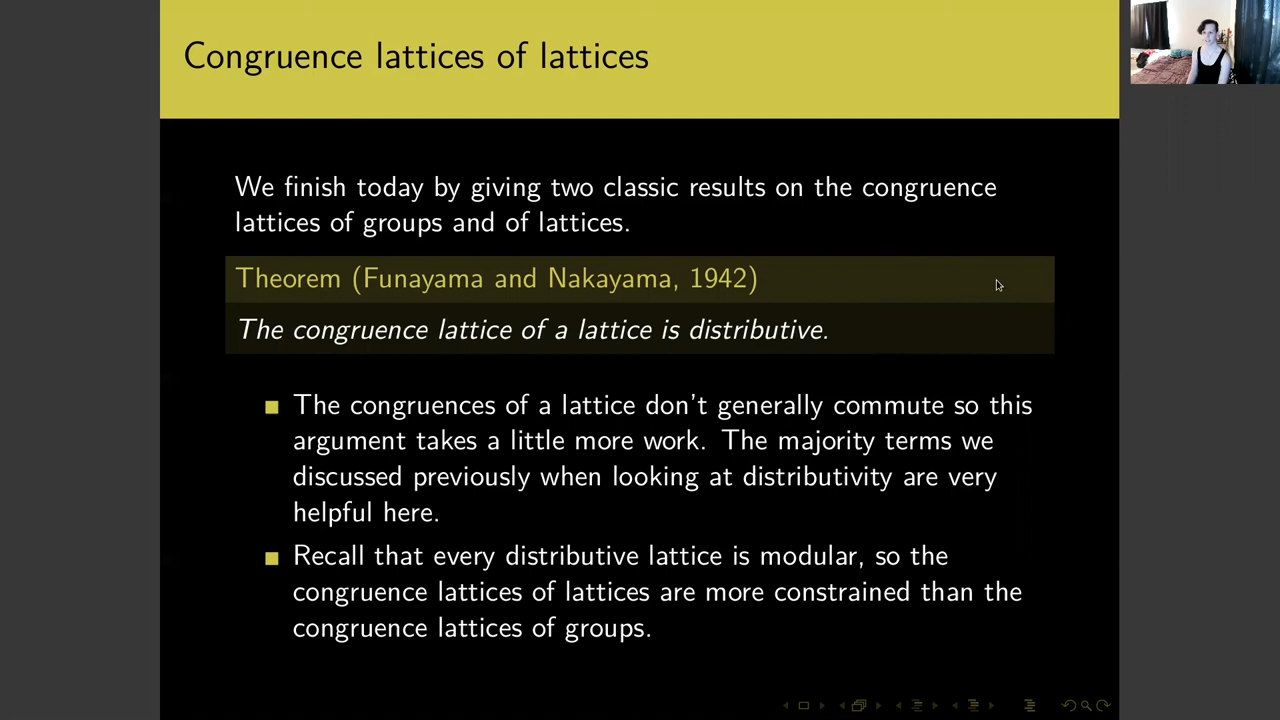 Congruence lattices of lattices
We finish today by giving two classic results on the congruence
lattices of groups and of lattices.
Theorem (Funayama and Nakayama, 1942)
The congruence lattice of a lattice is distributive.
The congruences of a lattice don't generally commute so this
argument takes a little more work. The majority terms we
discussed previously when looking at distributivity are very
helpful here.
Recall that every distributive lattice is modular, so the
congruence lattices of lattices are more constrained than the
congruence lattices of groups.